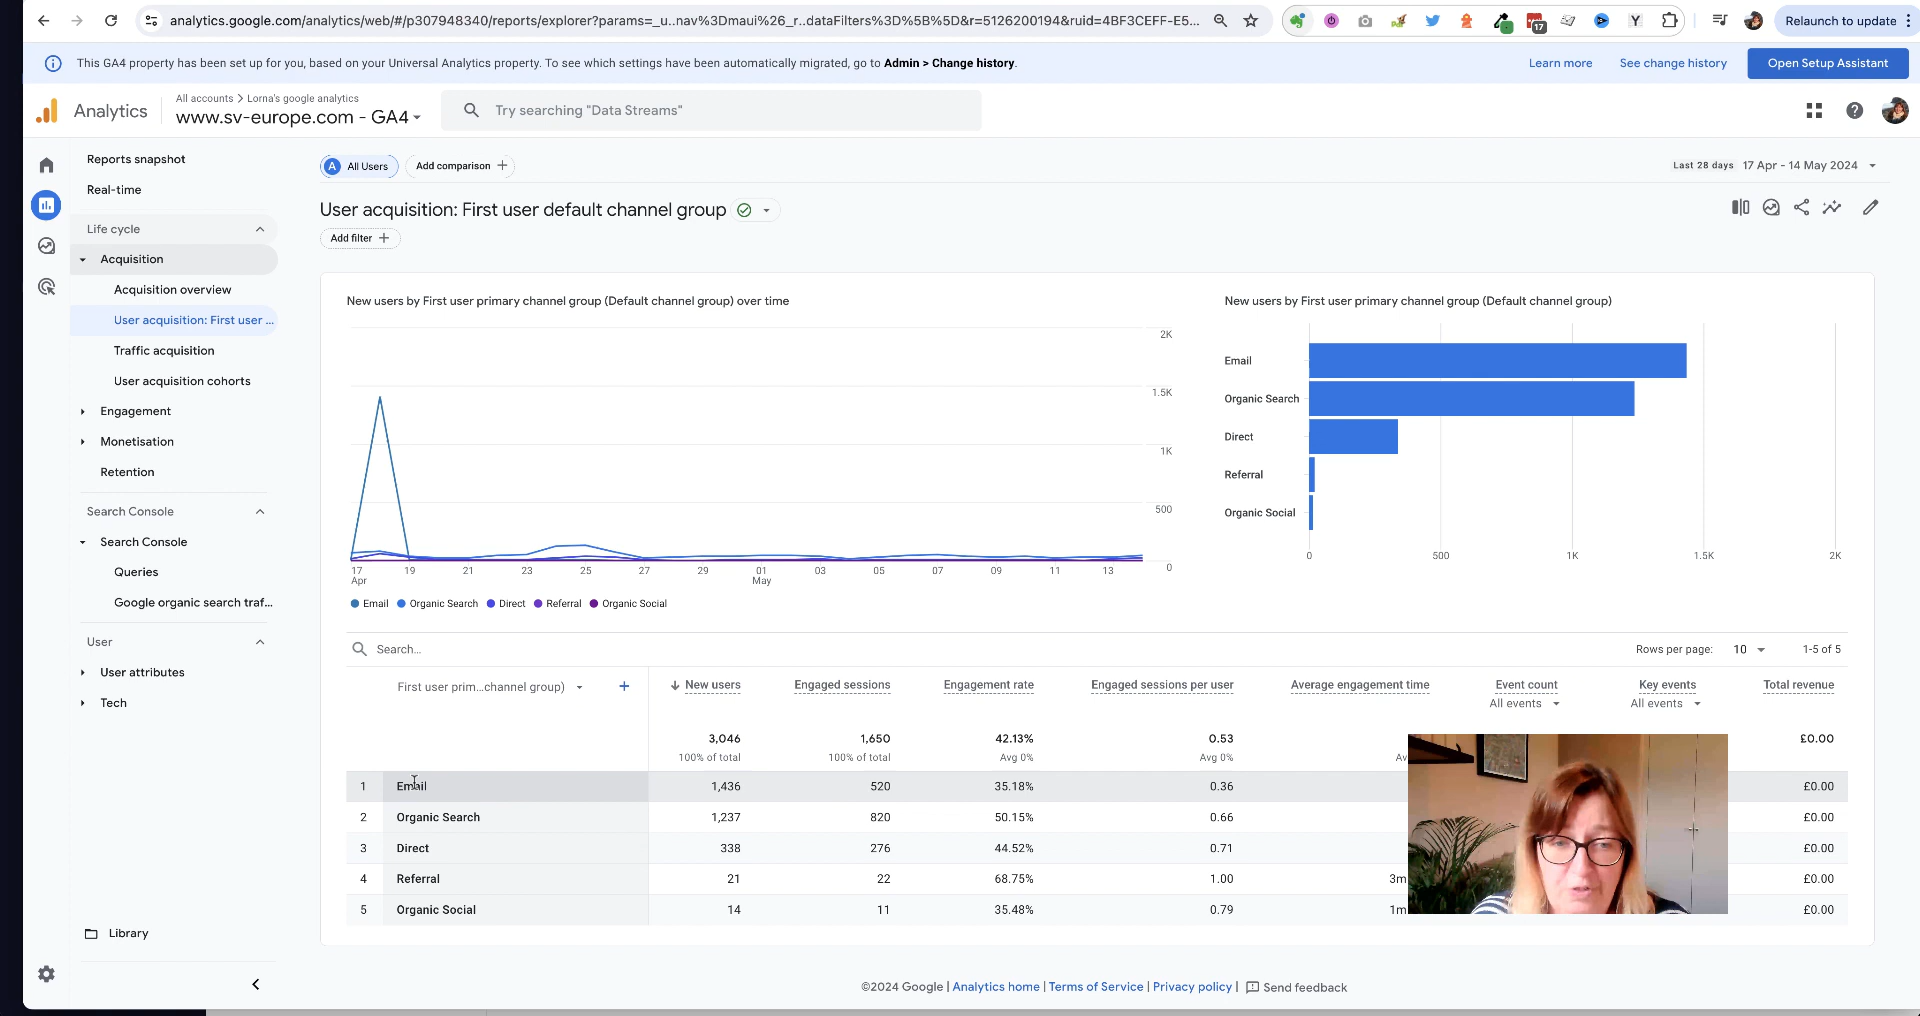 analytics.google.com/analytics/web/#/p307948340/reports/explorer?params=_u..nav%3Dmaui%26_r..dataFilters%3D%5B%5D&r=5126200194&ruid=4BF3CEFF-E5...
17
Y
Relaunch to update
This GA4 property has been set up for you, based on your Universal Analytics property. To see which settings have been automatically migrated, go to Admin > Change history.
Learn more
See change history
Open Setup Assistant
Analytics
All accounts > Lorna's google analytics
www.sv-europe.com - GA4
Try searching "Data Streams"
Reports snapshot
Real-time
Life cycle
Acquisition
Acquisition overview
User acquisition: First user ...
Traffic acquisition
User acquisition cohorts
Engagement
Monetisation
Retention
Search Console
Search Console
Queries
Google organic search traf...
User
User attributes
Tech
Library
A All Users
Add comparison +
Last 28 days 17 Apr - 14 May 2024
User acquisition: First user default channel group
Add filter +
New users by First user primary channel group (Default channel group) over time
2K
1.5K
1K
500
0
17 19 21 23 25 27 29 01 03 05 07 09 11 13
Apr May
Email Organic Search Direct Referral Organic Social
New users by First user primary channel group (Default channel group)
Email
Organic Search
Direct
Referral
Organic Social
0 500 1K 1.5K 2K
Search...
Rows per page: 10 1-5 of 5
First user prim...channel group) + New users Engaged sessions Engagement rate Engaged sessions per user Average engagement time Event count Key events Total revenue
All events All events
3,046 1,650 42.13% 0.53 £0.00
100% of total 100% of total Avg 0% Avg 0% Av
1 Email 1,436 520 35.18% 0.36 £0.00
2 Organic Search 1,237 820 50.15% 0.66 £0.00
3 Direct 338 276 44.52% 0.71 £0.00
4 Referral 21 22 68.75% 1.00 3m £0.00
5 Organic Social 14 11 35.48% 0.79 1m £0.00
©2024 Google | Analytics home | Terms of Service | Privacy policy | Send feedback